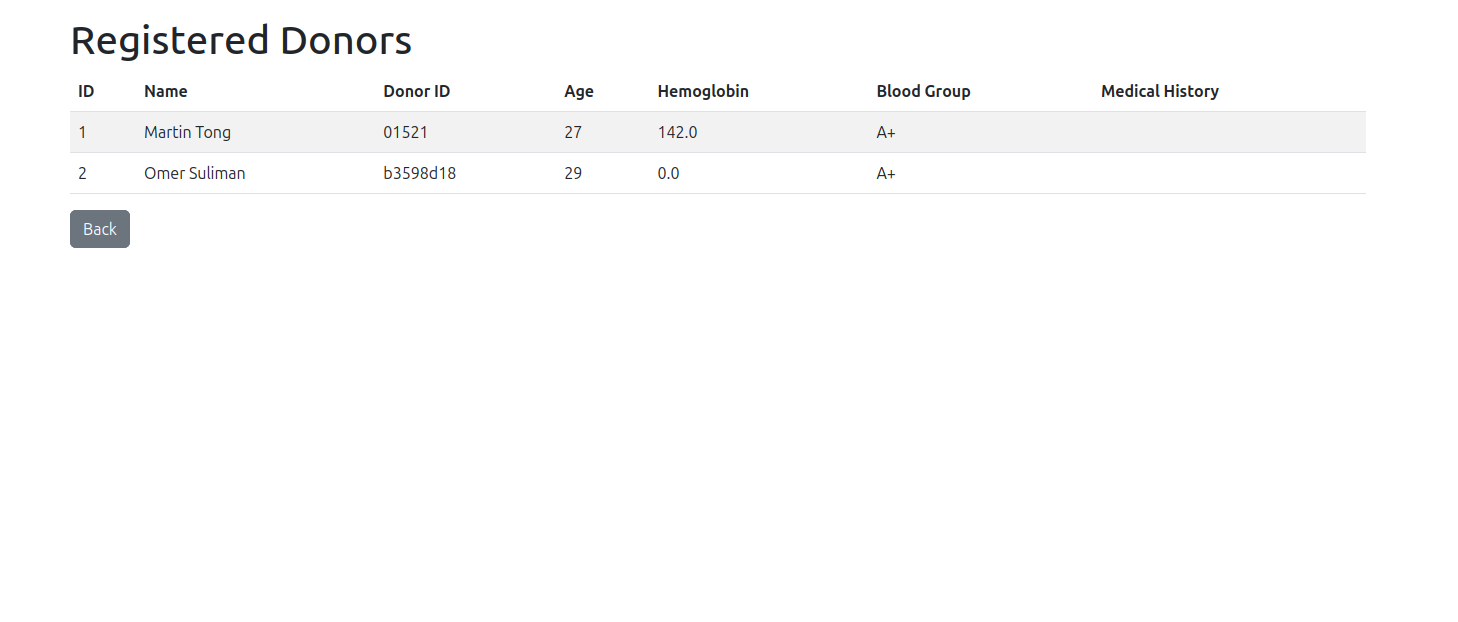 Registered Donors
ID Name Donor ID Age Hemoglobin Blood Group Medical History
1 Martin Tong 01521 27 142.0 A+
2 Omer Suliman b3598d18 29 0.0 A+
Back